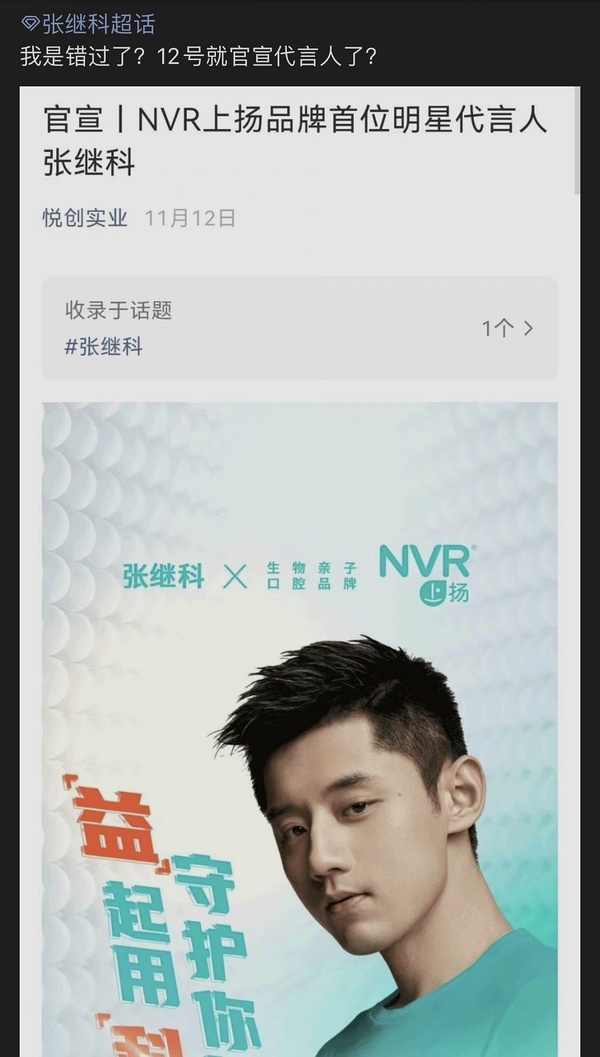 张继科超话
我是错过了？12号就官宣代言人了？
官宣丨NVR上扬品牌首位明星代言人
张继科
悦创实业 11月12日
收录于话题
#张继科
1个
张继科 × 生物亲子
口腔品牌
NVR®
上扬
「益」
起用
「科
守护你